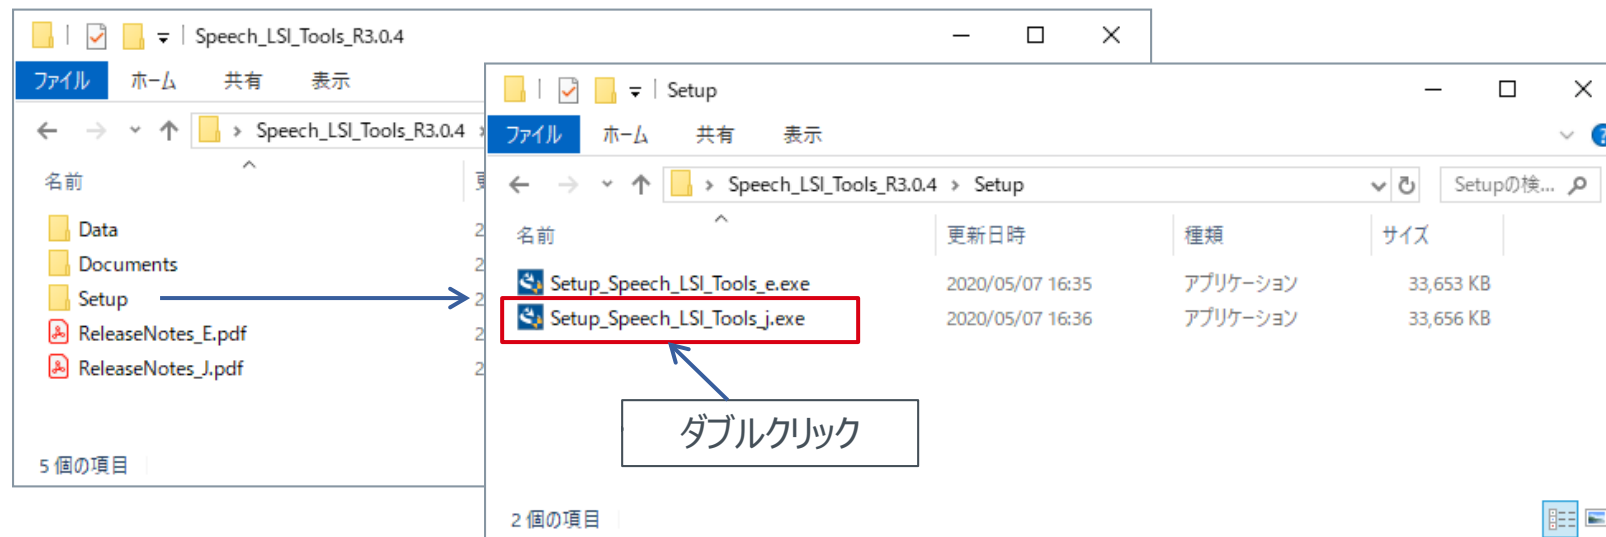 Speech_LSI_Tools_R3.0.4
ファイル ホーム 共有 表示
Speech_LSI_Tools_R3.0.4
名前
Data
Documents
Setup
ReleaseNotes_E.pdf
ReleaseNotes_J.pdf
5 個の項目
Setup
ファイル ホーム 共有 表示
Speech_LSI_Tools_R3.0.4 > Setup
Setupの検...
名前 更新日時 種類 サイズ
Setup_Speech_LSI_Tools_e.exe 2020/05/07 16:35 アプリケーション 33,653 KB
Setup_Speech_LSI_Tools_j.exe 2020/05/07 16:36 アプリケーション 33,656 KB
ダブルクリック
2 個の項目